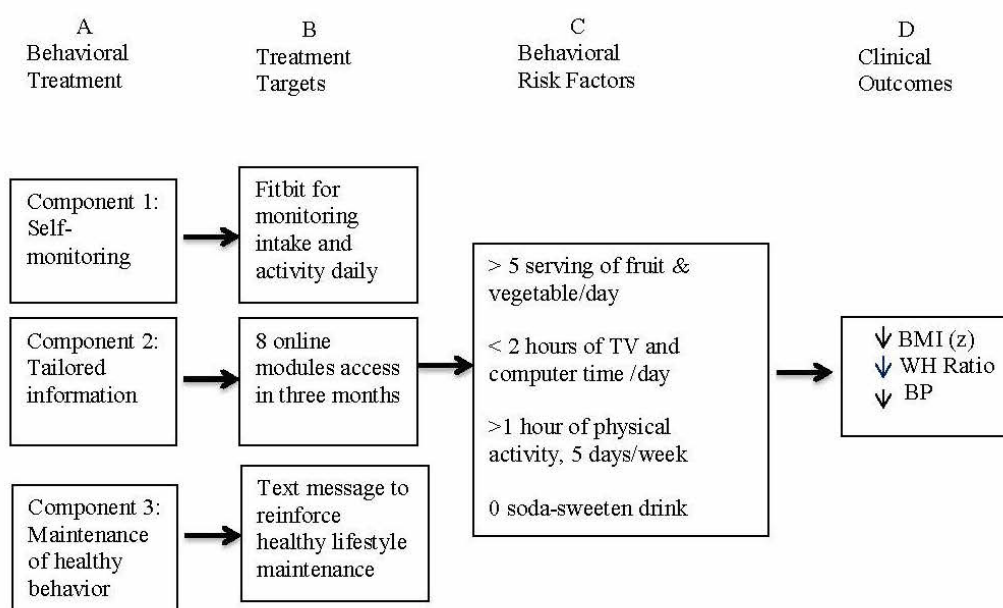 A
Behavioral
Treatment
B
Treatment
Targets
C
Behavioral
Risk Factors
D
Clinical
Outcomes
Component 1:
Self-
monitoring
Fitbit for
monitoring
intake and
activity daily
Component 2:
Tailored
information
8 online
modules access
in three months
Component 3:
Maintenance
of healthy
behavior
Text message to
reinforce
healthy lifestyle
maintenance
> 5 serving of fruit &
vegetable/day
< 2 hours of TV and
computer time /day
>1 hour of physical
activity, 5 days/week
0 soda-sweeten drink
↓ BMI (z)
↓ WH Ratio
↓ BP